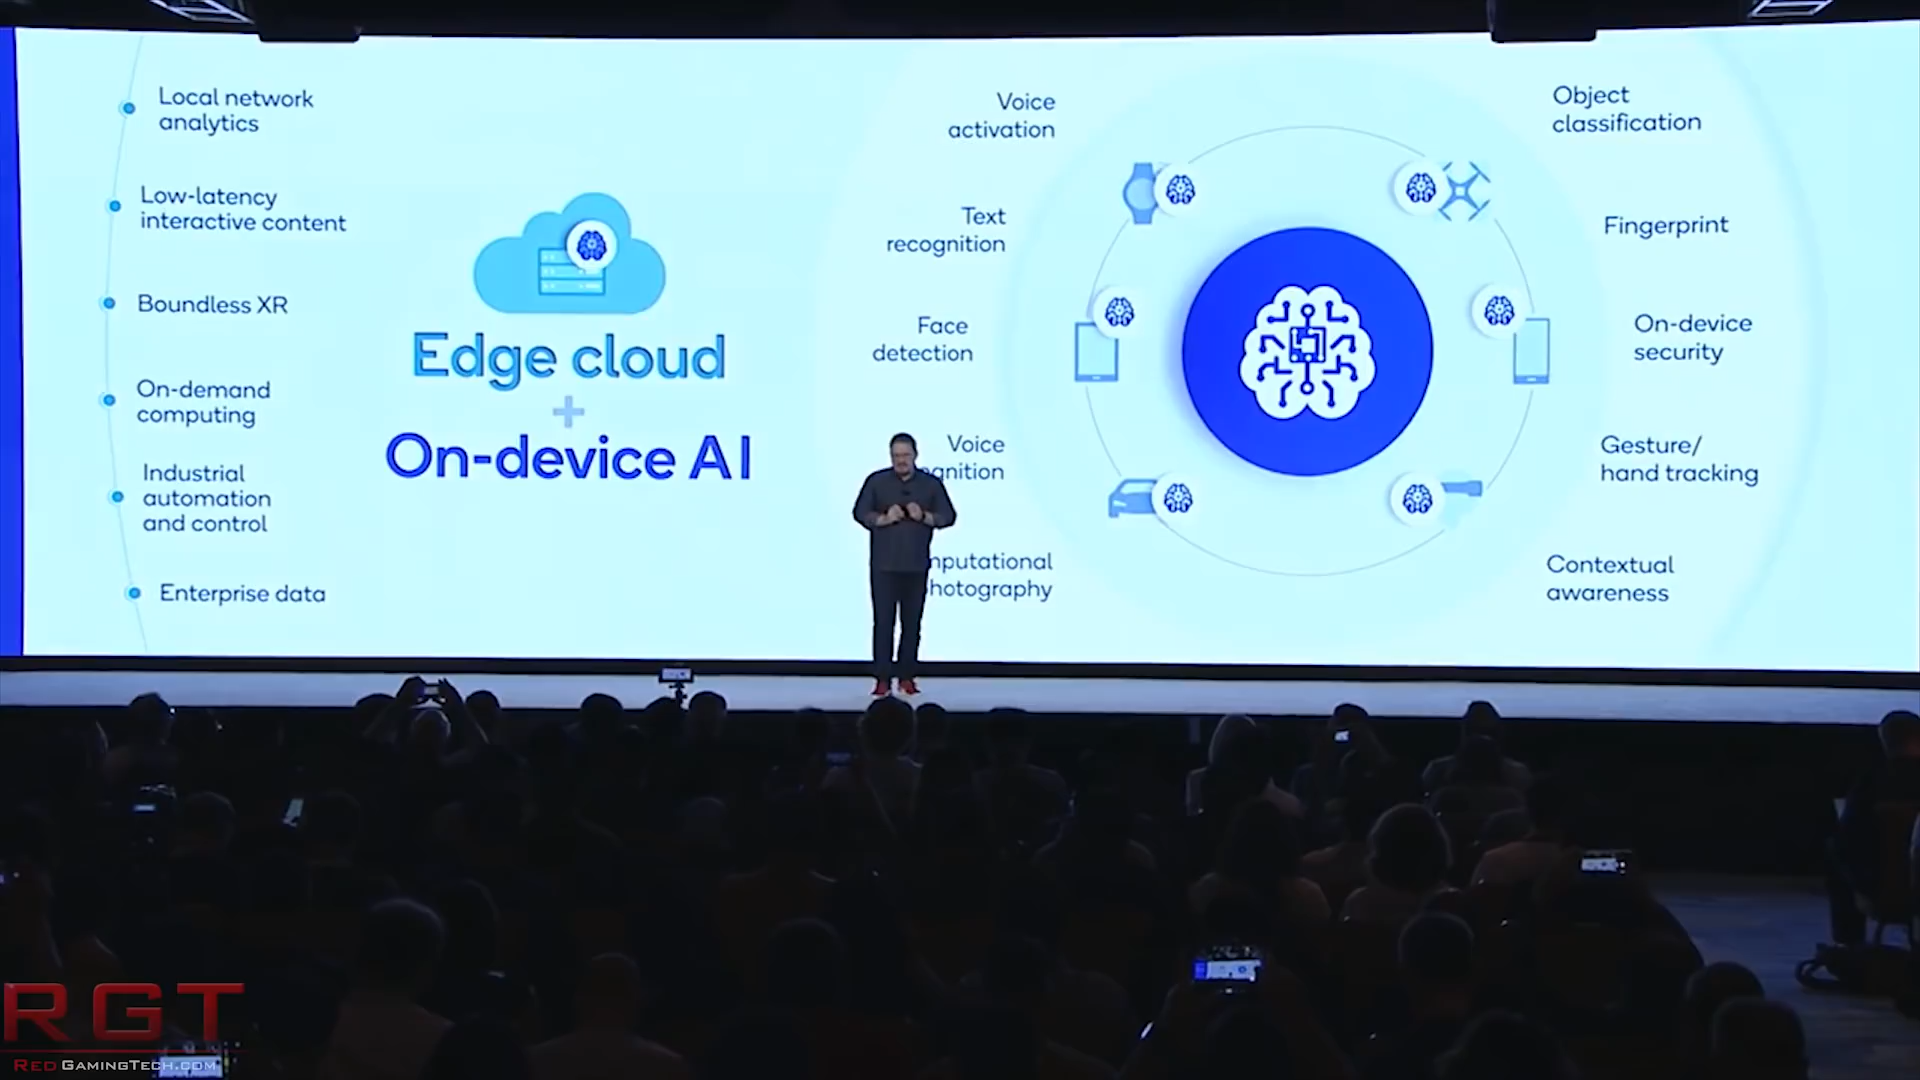 Local network
analytics
Low-latency
interactive content
Boundless XR
On-demand
computing
Industrial
automation
and control
Enterprise data
Edge cloud
+
On-device AI
Voice
activation
Text
recognition
Face
detection
Voice
gnition
mputational
hotography
Object
classification
Fingerprint
On-device
security
Gesture/
hand tracking
Contextual
awareness
RGT
REDGAMINGTECH.COM